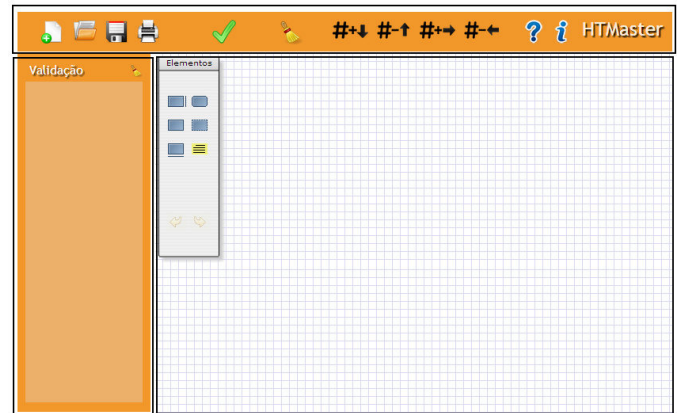 #+↓ #-↑ #+→ #-← ? i HTMaster
Validação
Elementos